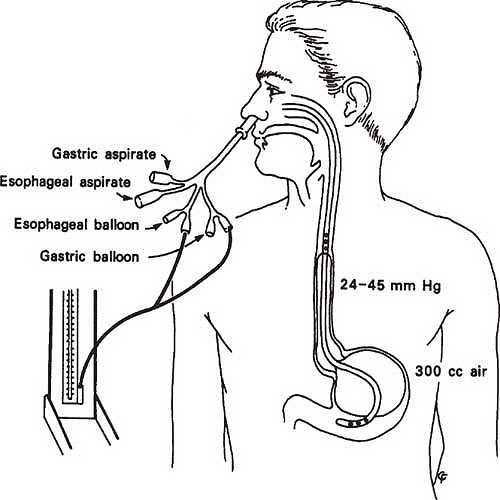 Gastric aspirate
Esophageal aspirate
Esophageal balloon
Gastric balloon
24-45 mm Hg
300 cc air